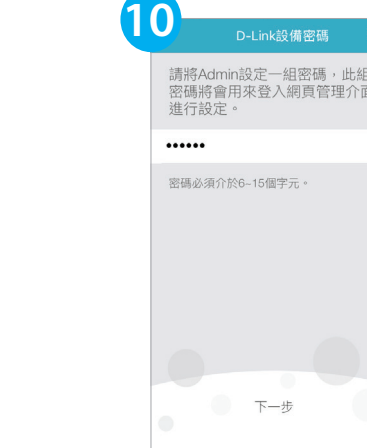 10
D-Link設備密碼
請將Admin設定一組密碼，此組
密碼將會用來登入網頁管理介面
進行設定。
••••••
密碼必須介於6~15個字元。
下一步